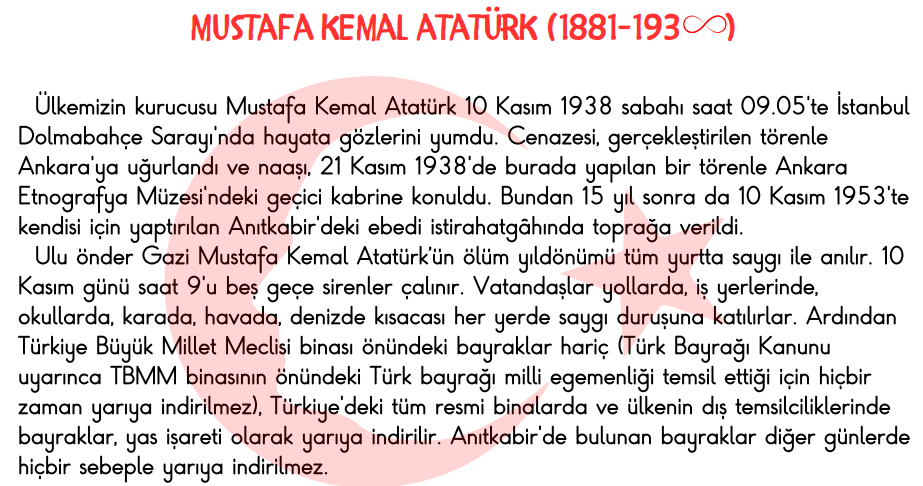 MUSTAFA KEMAL ATATÜRK (1881-193∞)
Ülkemizin kurucusu Mustafa Kemal Atatürk 10 Kasım 1938 sabahı saat 09.05'te İstanbul
Dolmabahçe Sarayı'nda hayata gözlerini yumdu. Cenazesi, gerçekleştirilen törenle
Ankara'ya uğurlandı ve naaşı, 21 Kasım 1938'de burada yapılan bir törenle Ankara
Etnografya Müzesi'ndeki geçici kabrine konuldu. Bundan 15 yıl sonra da 10 Kasım 1953'te
kendisi için yaptırılan Anıtkabir'deki ebedi istirahatgâhında toprağa verildi.
Ulu önder Gazi Mustafa Kemal Atatürk'ün ölüm yıldönümü tüm yurtta saygı ile anılır. 10
Kasım günü saat 9'u beş geçe sirenler çalınır. Vatandaşlar yollarda, iş yerlerinde,
okullarda, karada, havada, denizde kısacası her yerde saygı duruşuna katılırlar. Ardından
Türkiye Büyük Millet Meclisi binası önündeki bayraklar hariç (Türk Bayrağı Kanunu
uyarınca TBMM binasının önündeki Türk bayrağı milli egemenliği temsil ettiği için hiçbir
zaman yarıya indirilmez), Türkiye'deki tüm resmi binalarda ve ülkenin dış temsilciliklerinde
bayraklar, yas işareti olarak yarıya indirilir. Anıtkabir'de bulunan bayraklar diğer günlerde
hiçbir sebeple yarıya indirilmez.